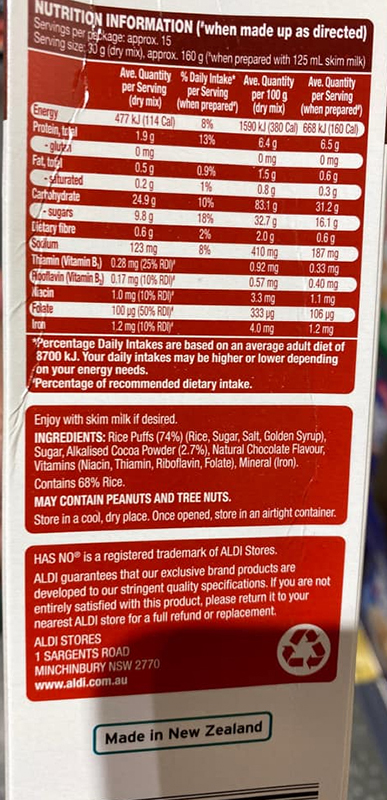 NUTRITION INFORMATION (^when made up as directed)
Servings per package: approx. 15
Serving size: 30 g (dry mix), approx. 160 g (^when prepared with 125 mL skim milk)
Ave. Quantity per Serving (dry mix) % Daily Intake* per Serving (when prepared^) Ave. Quantity per 100 g (dry mix) Ave. Quantity per Serving (when prepared^)
Energy 477 kJ (114 Cal) 8% 1590 kJ (380 Cal) 668 kJ (160 Cal)
Protein, total 1.9 g 13% 6.4 g 6.5 g
- gluten 0 mg 0 mg 0 mg
Fat, total 0.5 g 0.9% 1.5 g 0.6 g
- saturated 0.2 g 1% 0.8 g 0.3 g
Carbohydrate 24.9 g 10% 83.1 g 31.2 g
- sugars 9.8 g 18% 32.7 g 16.1 g
Dietary fibre 0.6 g 2% 2.0 g 0.6 g
Sodium 123 mg 8% 410 mg 187 mg
Thiamin (Vitamin B₁) 0.28 mg (25% RDI)# 0.92 mg 0.33 mg
Riboflavin (Vitamin B₂) 0.17 mg (10% RDI)# 0.57 mg 0.40 mg
Niacin 1.0 mg (10% RDI)# 3.3 mg 1.1 mg
Folate 100 µg (50% RDI)# 333 µg 106 µg
Iron 1.2 mg (10% RDI)# 4.0 mg 1.2 mg
*Percentage Daily Intakes are based on an average adult diet of
8700 kJ. Your daily intakes may be higher or lower depending
on your energy needs.
#Percentage of recommended dietary intake.
Enjoy with skim milk if desired.
INGREDIENTS: Rice Puffs (74%) (Rice, Sugar, Salt, Golden Syrup),
Sugar, Alkalised Cocoa Powder (2.7%), Natural Chocolate Flavour,
Vitamins (Niacin, Thiamin, Riboflavin, Folate), Mineral (Iron).
Contains 68% Rice.
MAY CONTAIN PEANUTS AND TREE NUTS.
Store in a cool, dry place. Once opened, store in an airtight container.
HAS NO® is a registered trademark of ALDI Stores.
ALDI guarantees that our exclusive brand products are
developed to our stringent quality specifications. If you are not
entirely satisfied with this product, please return it to your
nearest ALDI store for a full refund or replacement.
ALDI STORES
1 SARGENTS ROAD
MINCHINBURY NSW 2770
www.aldi.com.au
Made in New Zealand